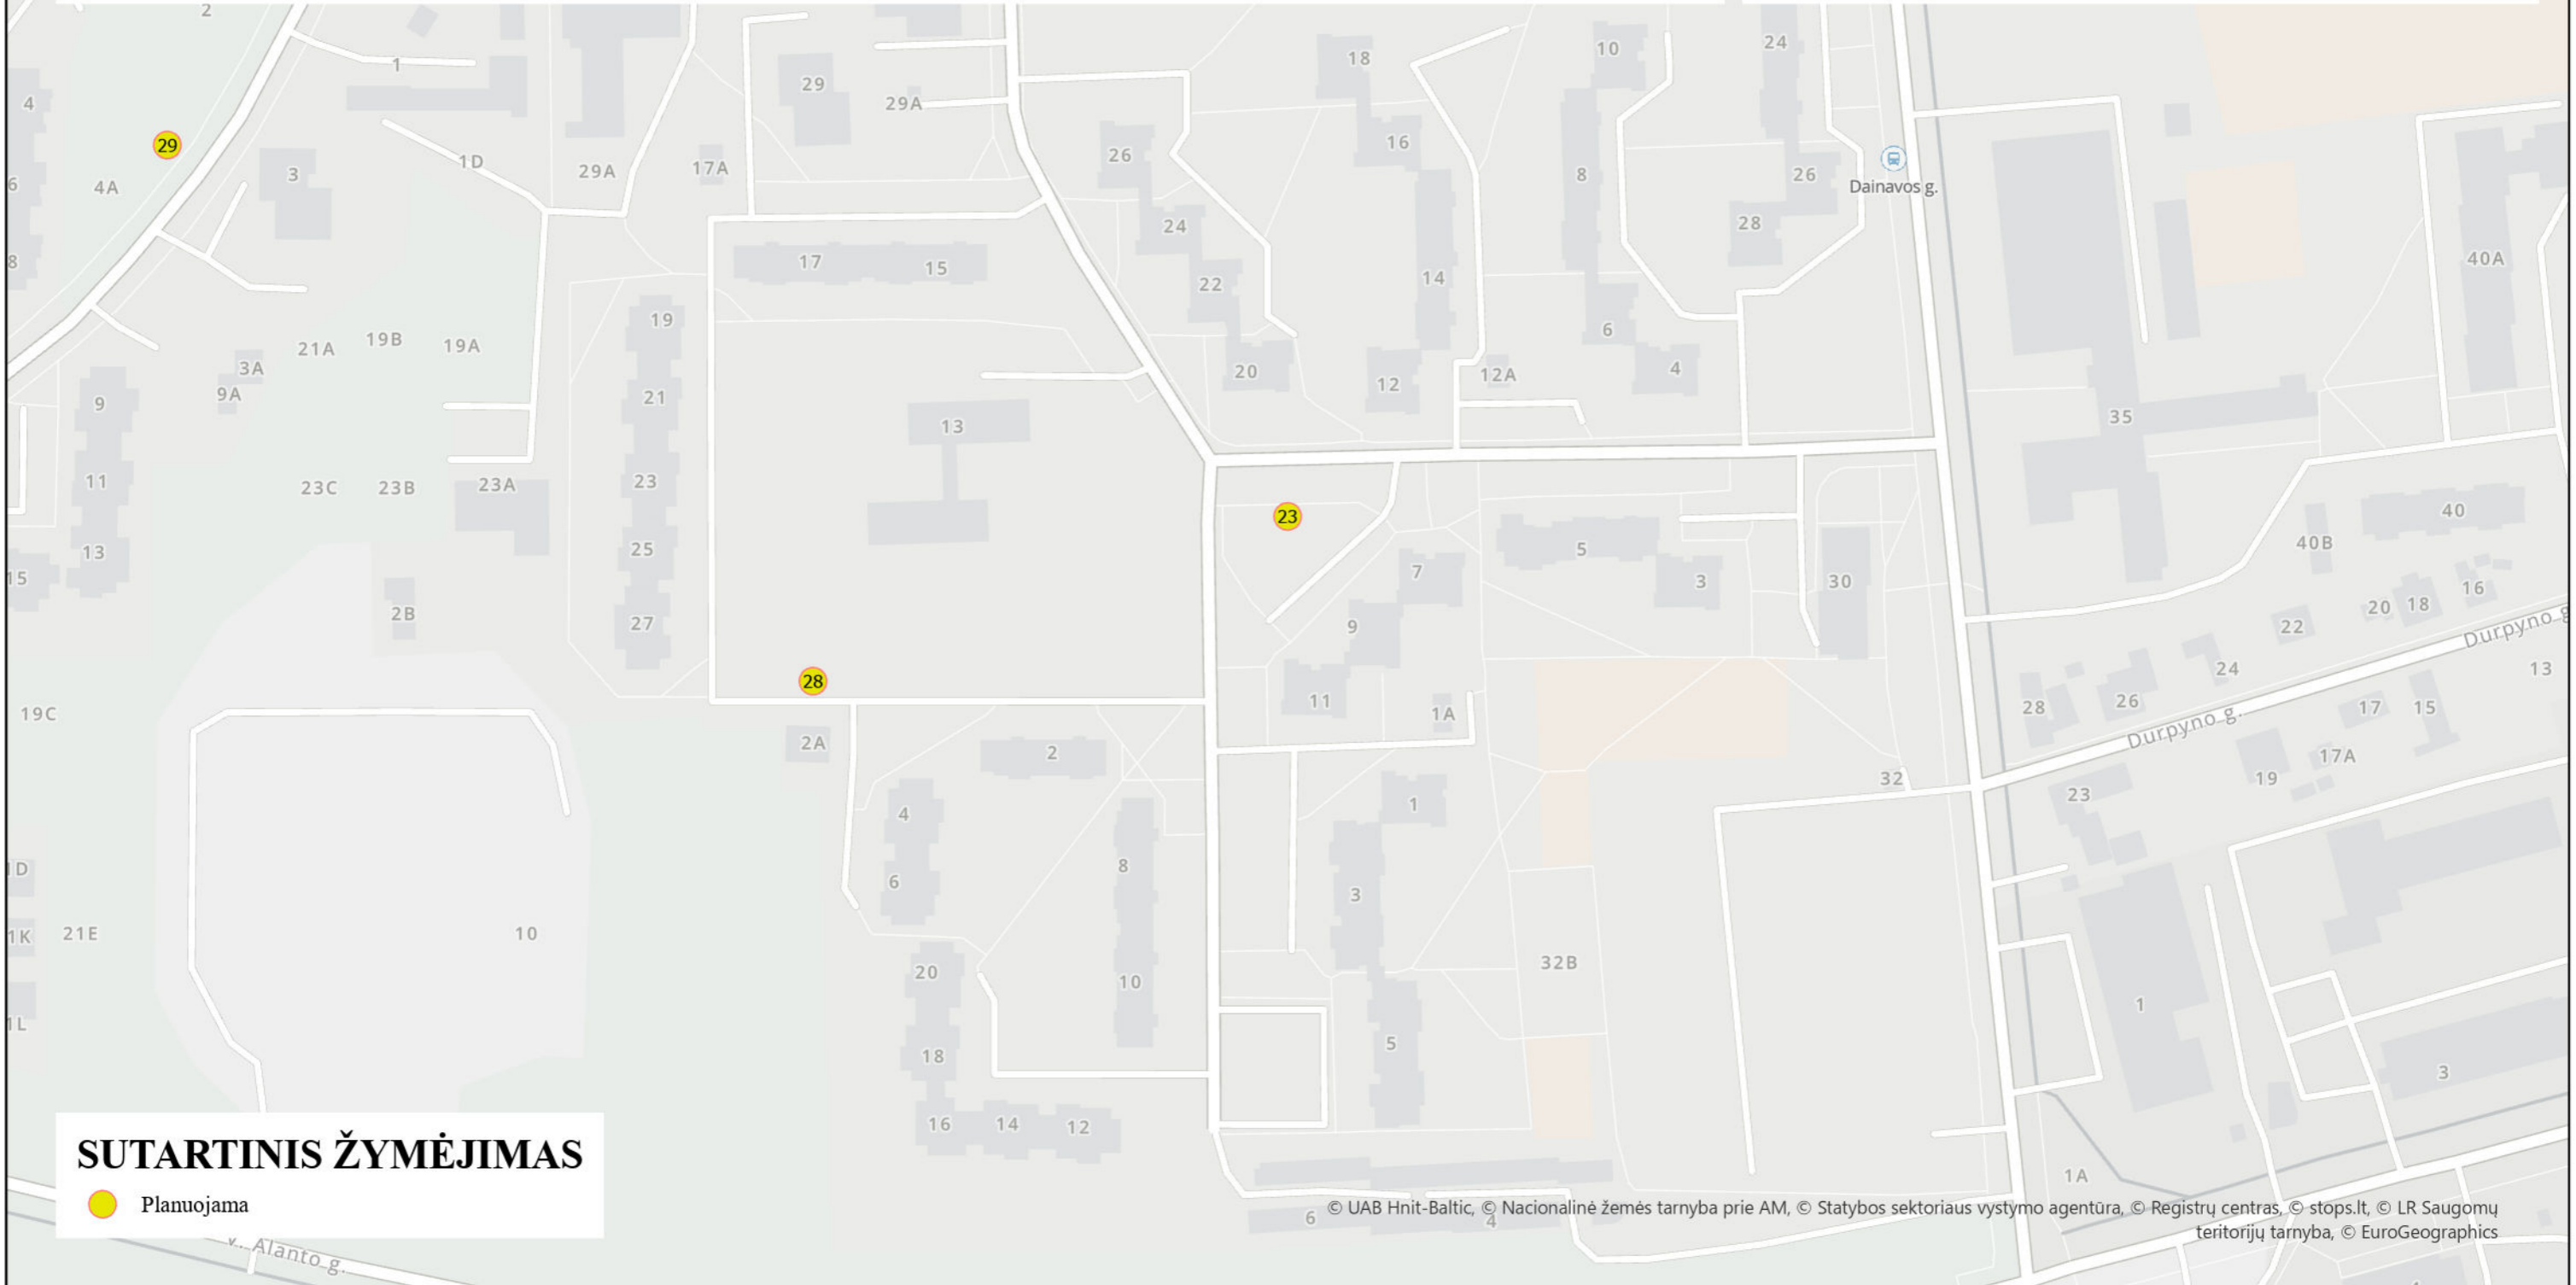 2
1
29
18
10
24
4
29A
29
16
26
3
1D
29A
17A
26
8
26
Dainavos g.
6
4A
24
28
8
17
15
22
14
40A
19
6
21A
19B
19A
3A
20
12
12A
4
9A
9
21
13
35
11
23C
23B
23A
23
23
40
13
25
5
40B
15
7
3
30
2B
27
9
22
20
18
16
Durpyno g
28
11
1A
24
13
19C
28
26
17
15
2A
2
Durpyno g.
17A
4
1
32
19
23
1D
6
8
3
1K
21E
10
32B
20
10
1
1L
18
5
3
16
14
12
SUTARTINIS ŽYMĖJIMAS
1A
Planuojama
6
4
© UAB Hnit-Baltic, © Nacionalinė žemės tarnyba prie AM, © Statybos sektoriaus vystymo agentūra, © Registrų centras, © stops.lt, © LR Saugomų
teritorijų tarnyba, © EuroGeographics
V. Alanto g.